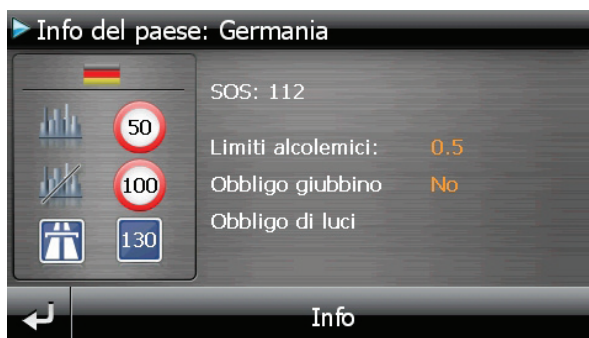 Info del paese: Germania
50
100
130
SOS: 112
Limiti alcolemici: 0.5
Obbligo giubbino No
Obbligo di luci
Info